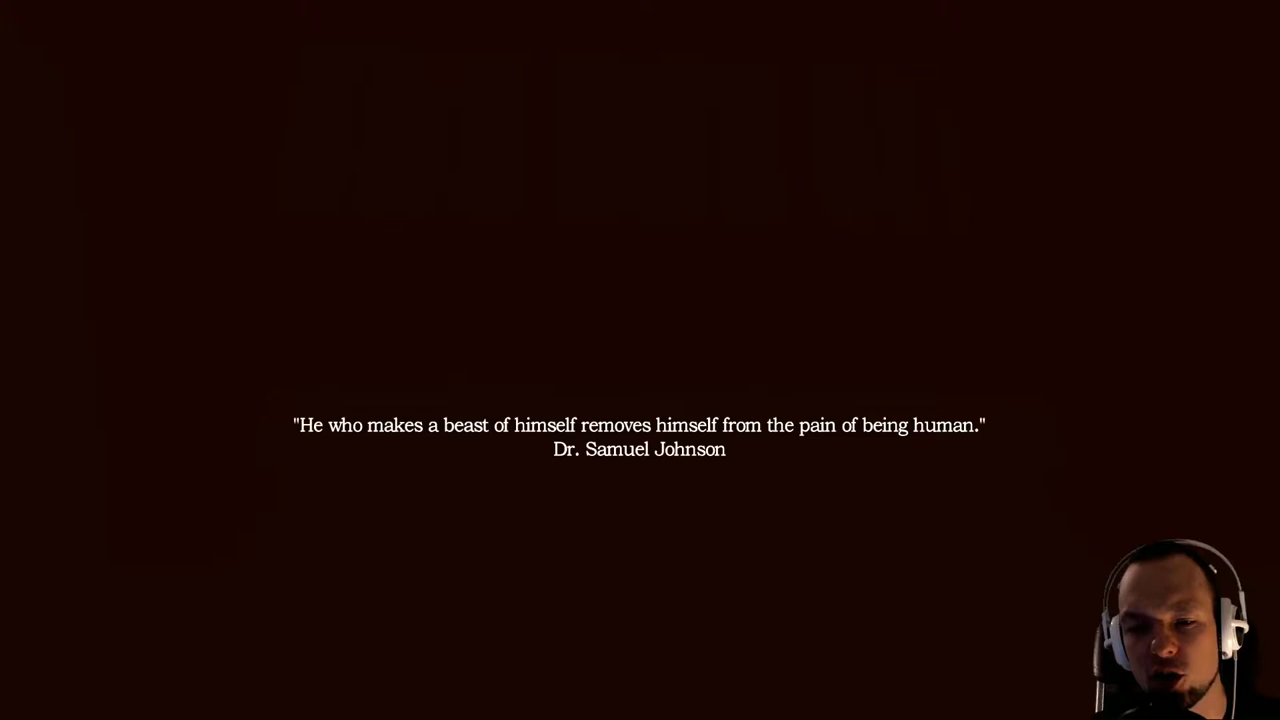 "He who makes a beast of himself removes himself from the pain of being human."
Dr. Samuel Johnson